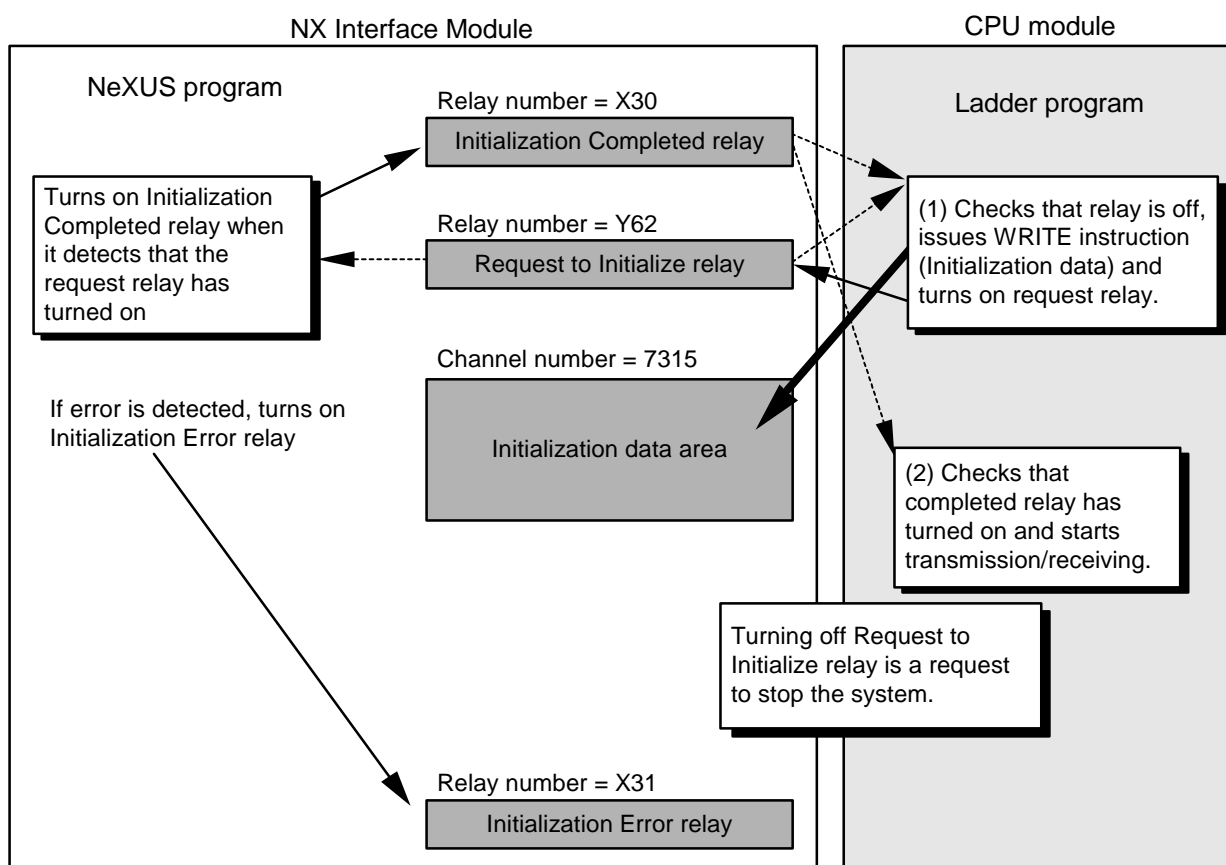 NX Interface Module
CPU module
NeXUS program
Relay number = X30
Initialization Completed relay
Ladder program
Turns on Initialization
Completed relay when
it detects that the
request relay has
turned on
Relay number = Y62
Request to Initialize relay
(1) Checks that relay is off,
issues WRITE instruction
(Initialization data) and
turns on request relay.
Channel number = 7315
Initialization data area
If error is detected, turns on
Initialization Error relay
(2) Checks that
completed relay has
turned on and starts
transmission/receiving.
Turning off Request to
Initialize relay is a request
to stop the system.
Relay number = X31
Initialization Error relay